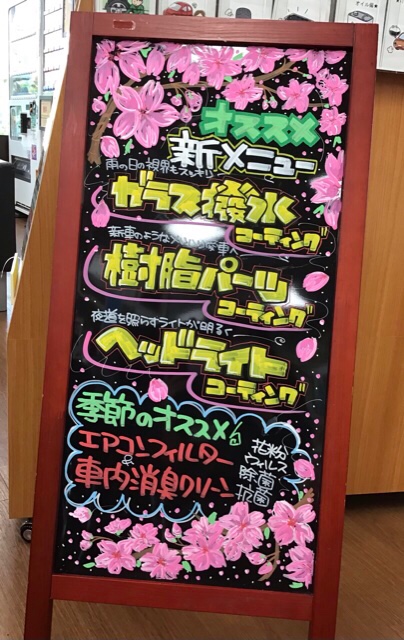 オススメ
新メニュー
雨の日の視界もスッキリ
ガラス撥水
コーティング
新車のような
樹脂パーツ
コーティング
夜道を照らすライトが明るく
ヘッドライト
コーティング
季節のオススメ
エアコンフィルター
&
車内消臭クリーン
花粉
ウィルス
除菌
抗菌